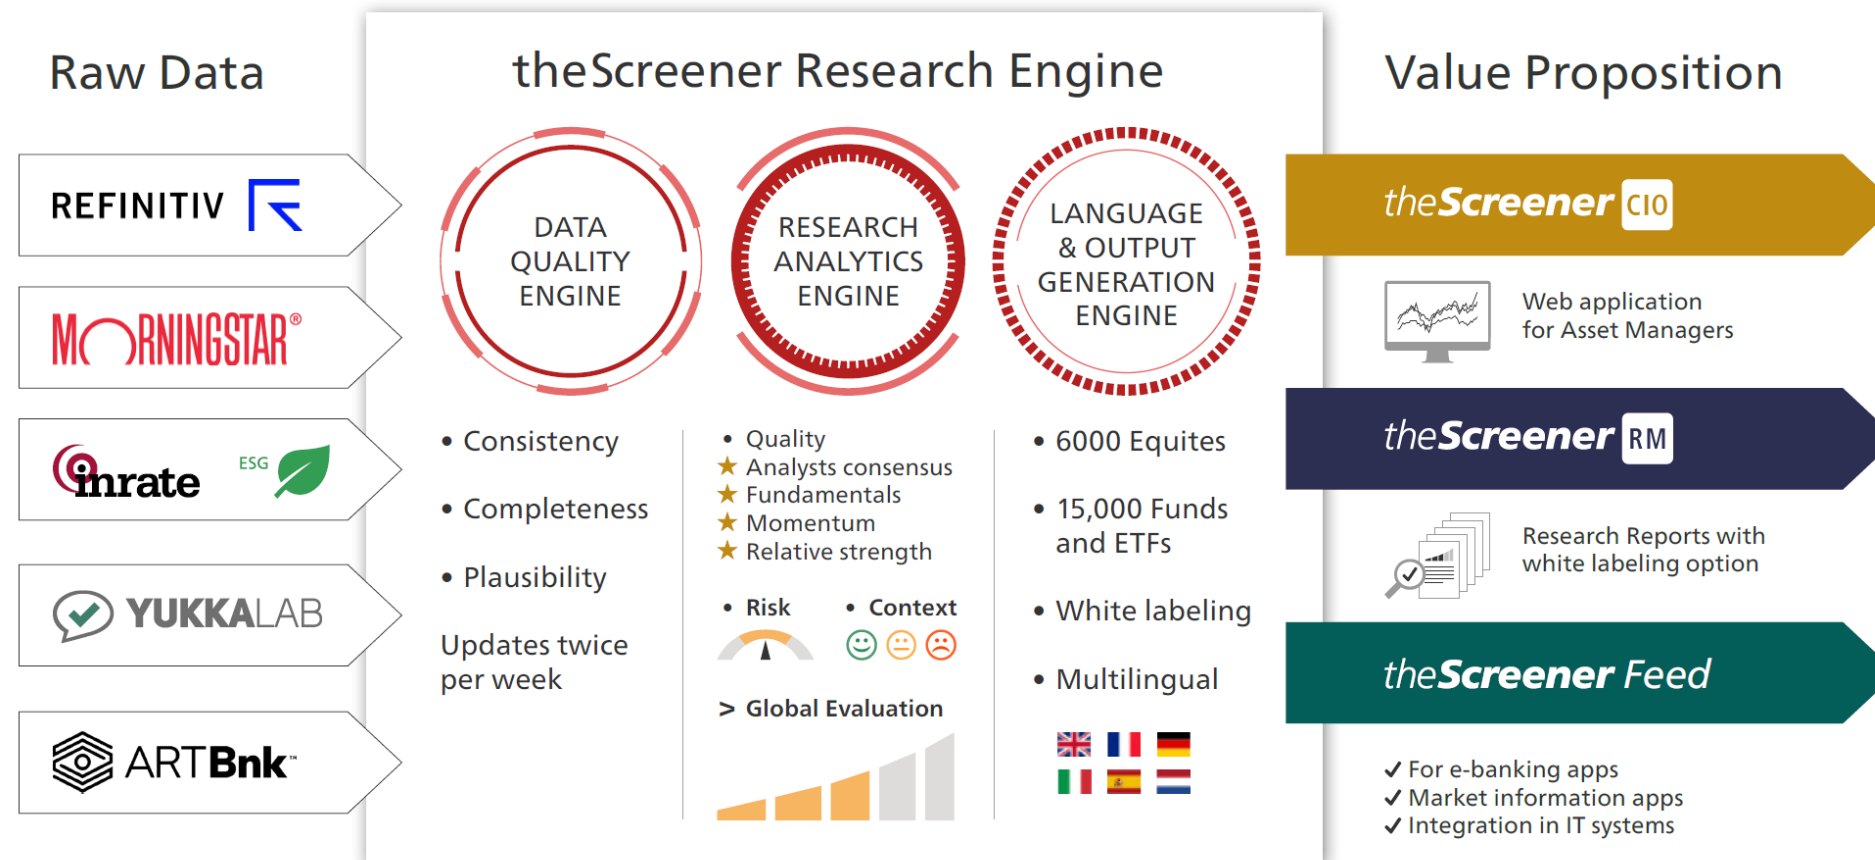 Raw Data
REFINITIV
MORNINGSTAR®
inrate ESG
YUKKALAB
ARTBnk™
theScreener Research Engine
DATA
QUALITY
ENGINE
• Consistency
• Completeness
• Plausibility
Updates twice
per week
RESEARCH
ANALYTICS
ENGINE
• Quality
★ Analysts consensus
★ Fundamentals
★ Momentum
★ Relative strength
• Risk
• Context
> Global Evaluation
LANGUAGE
& OUTPUT
GENERATION
ENGINE
• 6000 Equites
• 15,000 Funds
and ETFs
• White labeling
• Multilingual
Value Proposition
theScreener CIO
Web application
for Asset Managers
theScreener RM
Research Reports with
white labeling option
theScreener Feed
✓ For e-banking apps
✓ Market information apps
✓ Integration in IT systems